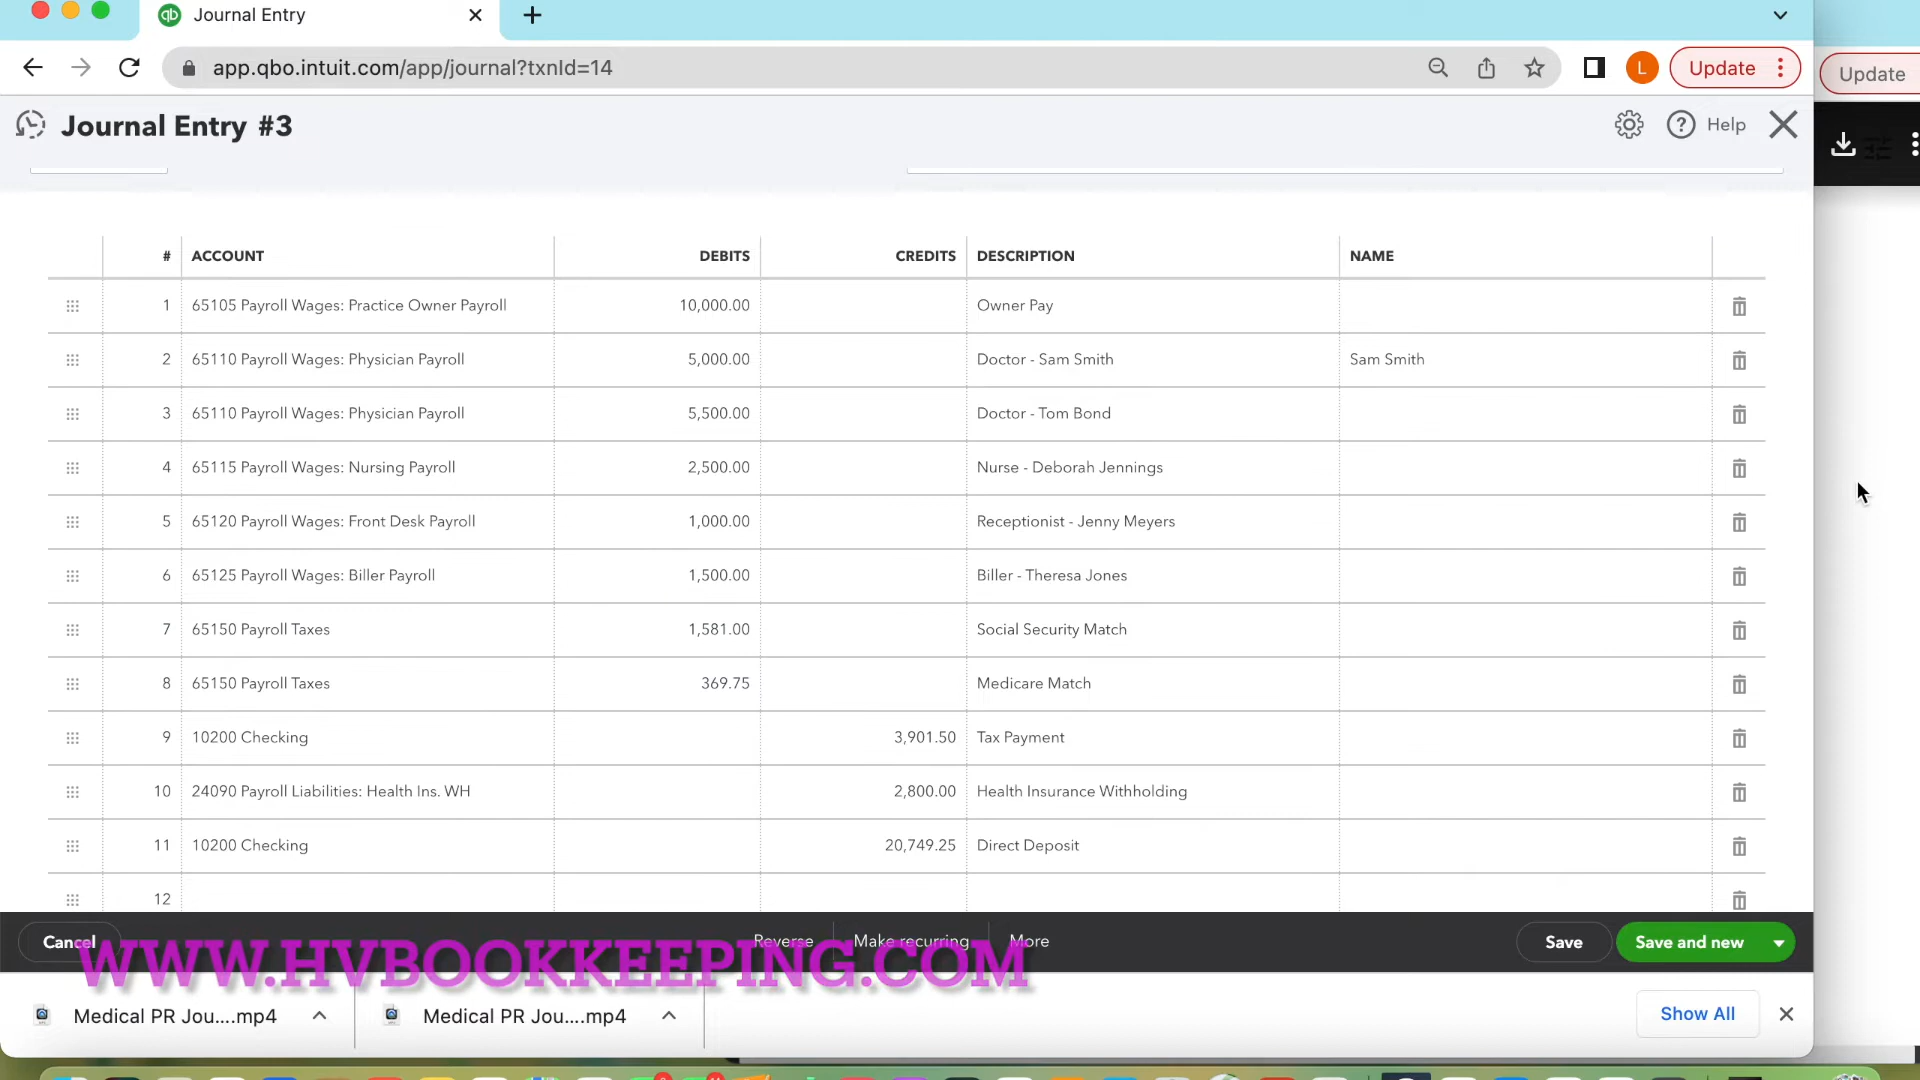 qb Journal Entry
app.qbo.intuit.com/app/journal?txnId=14
L Update
Update
Journal Entry #3
? Help
# ACCOUNT DEBITS CREDITS DESCRIPTION NAME
1 65105 Payroll Wages: Practice Owner Payroll 10,000.00 Owner Pay
2 65110 Payroll Wages: Physician Payroll 5,000.00 Doctor - Sam Smith Sam Smith
3 65110 Payroll Wages: Physician Payroll 5,500.00 Doctor - Tom Bond
4 65115 Payroll Wages: Nursing Payroll 2,500.00 Nurse - Deborah Jennings
5 65120 Payroll Wages: Front Desk Payroll 1,000.00 Receptionist - Jenny Meyers
6 65125 Payroll Wages: Biller Payroll 1,500.00 Biller - Theresa Jones
7 65150 Payroll Taxes 1,581.00 Social Security Match
8 65150 Payroll Taxes 369.75 Medicare Match
9 10200 Checking 3,901.50 Tax Payment
10 24090 Payroll Liabilities: Health Ins. WH 2,800.00 Health Insurance Withholding
11 10200 Checking 20,749.25 Direct Deposit
12
Cancel Reverse Make recurring More Save Save and new
WWW.HVBOOKKEEPING.COM
Medical PR Jou....mp4 Medical PR Jou....mp4 Show All